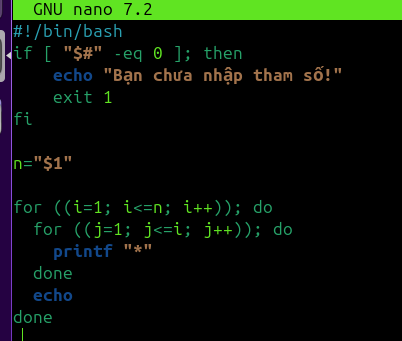 GNU nano 7.2
#!/bin/bash
if [ "$#" -eq 0 ]; then
    echo "Bạn chưa nhập tham số!"
    exit 1
fi

n="$1"

for ((i=1; i<=n; i++)); do
  for ((j=1; j<=i; j++)); do
    printf "*"
  done
  echo
done